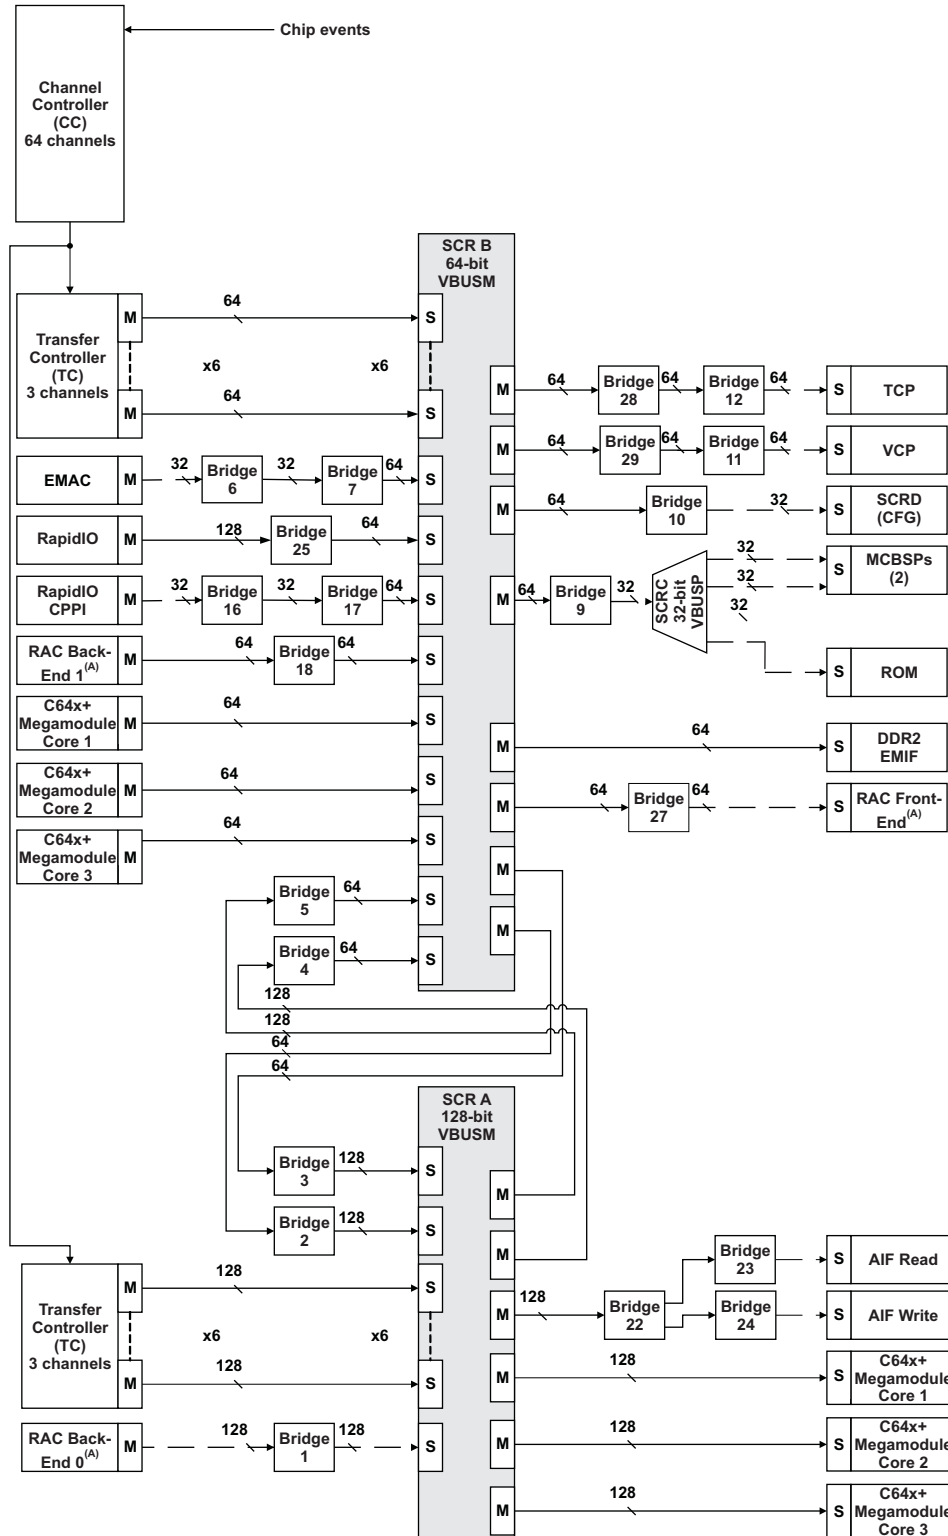 Chip events
Channel
Controller
(CC)
64 channels
SCR B
64-bit
VBUSM
Transfer
Controller
(TC)
3 channels
M
64
S
x6
x6
M
64
S
M
64
Bridge
28
64
Bridge
12
64
S
TCP
M
64
Bridge
29
64
Bridge
11
64
S
VCP
EMAC
M
32
Bridge
6
32
Bridge
7
64
S
M
64
Bridge
10
32
S
SCRD
(CFG)
RapidIO
M
128
Bridge
25
64
S
RapidIO
CPPI
M
32
Bridge
16
32
Bridge
17
64
S
M
64
Bridge
9
32
SCRC
32-bit
VBUSP
32
32
32
S
S
MCBSPs
(2)
S
ROM
RAC Back-
End 1(A)
M
64
Bridge
18
64
S
C64x+
Megamodule
Core 1
M
64
S
M
64
S
DDR2
EMIF
C64x+
Megamodule
Core 2
M
64
S
M
64
Bridge
27
64
S
RAC Front-
End(A)
C64x+
Megamodule
Core 3
M
64
S
M
Bridge
5
64
S
M
Bridge
4
64
S
128
128
64
64
SCR A
128-bit
VBUSM
Bridge
3
128
S
M
Bridge
2
128
S
M
Transfer
Controller
(TC)
3 channels
M
128
S
x6
x6
M
128
S
M
128
Bridge
22
Bridge
23
S
AIF Read
Bridge
24
S
AIF Write
M
128
S
C64x+
Megamodule
Core 1
RAC Back-
End 0(A)
M
128
Bridge
1
128
S
M
128
S
C64x+
Megamodule
Core 2
M
128
S
C64x+
Megamodule
Core 3